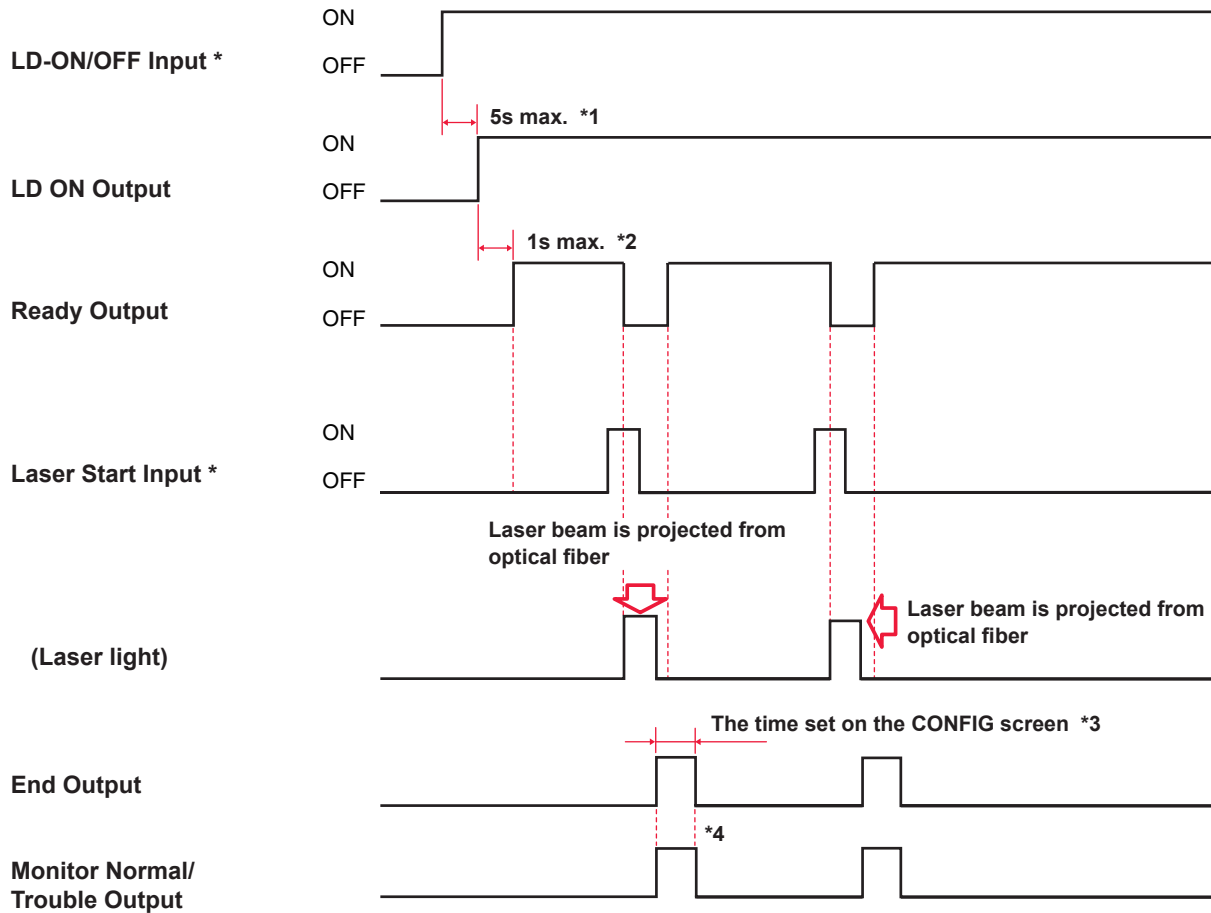 ON
LD-ON/OFF Input *
OFF
5s max. *1
ON
LD ON Output
OFF
1s max. *2
ON
Ready Output
OFF
ON
Laser Start Input *
OFF
Laser beam is projected from
optical fiber
Laser beam is projected from
optical fiber
(Laser light)
The time set on the CONFIG screen *3
End Output
*4
Monitor Normal/
Trouble Output